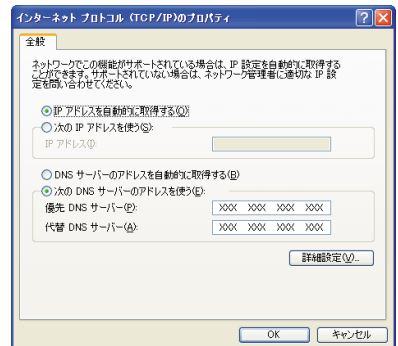 インターネット プロトコル (TCP/IP)のプロパティ
全般
ネットワークでこの機能がサポートされている場合は、IP 設定を自動的に取得する
ことができます。サポートされていない場合は、ネットワーク管理者に適切な IP 設
定を問い合わせてください。
IP アドレスを自動的に取得する(O)
次の IP アドレスを使う(S):
IP アドレス(I):
DNS サーバーのアドレスを自動的に取得する(B)
次の DNS サーバーのアドレスを使う(E):
優先 DNS サーバー(P): XXX XXX XXX XXX
代替 DNS サーバー(A): XXX XXX XXX XXX
詳細設定(V)...
OK キャンセル